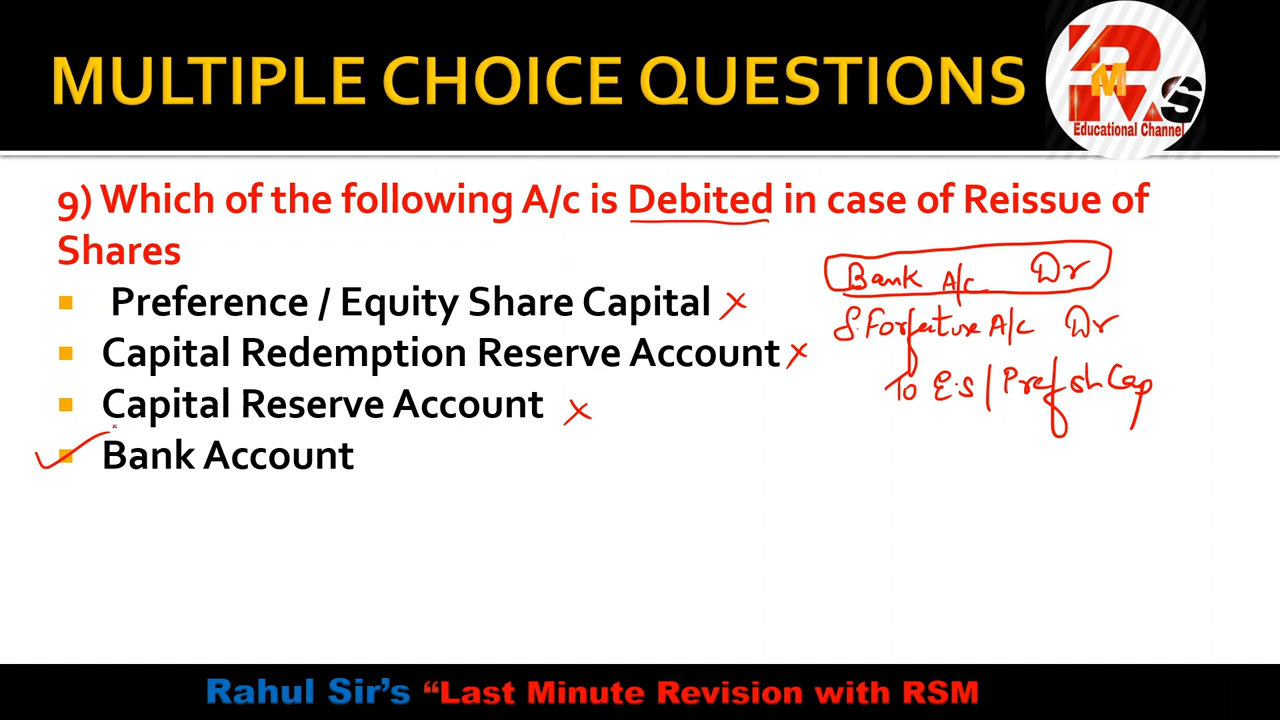 MULTIPLE CHOICE QUESTIONS
RMS
Educational Channel
9) Which of the following A/c is Debited in case of Reissue of
Shares
Preference / Equity Share Capital
Capital Redemption Reserve Account
Capital Reserve Account
Bank Account
Bank A/c Dr
S.Forfeiture A/c Dr
To E.S / Pref sh Cap
Rahul Sir's “Last Minute Revision with RSM